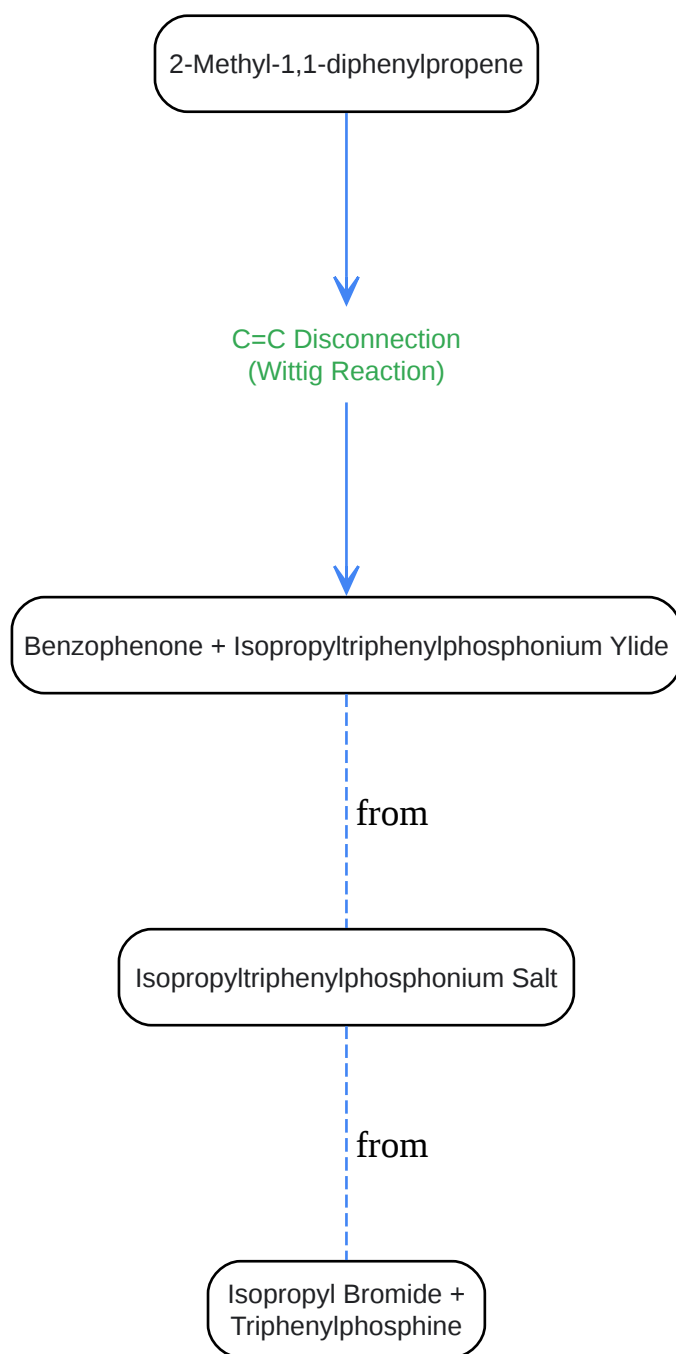 2-Methyl-1,1-diphenylpropene
C=C Disconnection
(Wittig Reaction)
Benzophenone + Isopropyltriphenylphosphonium Ylide
from
Isopropyltriphenylphosphonium Salt
from
Isopropyl Bromide +
Triphenylphosphine